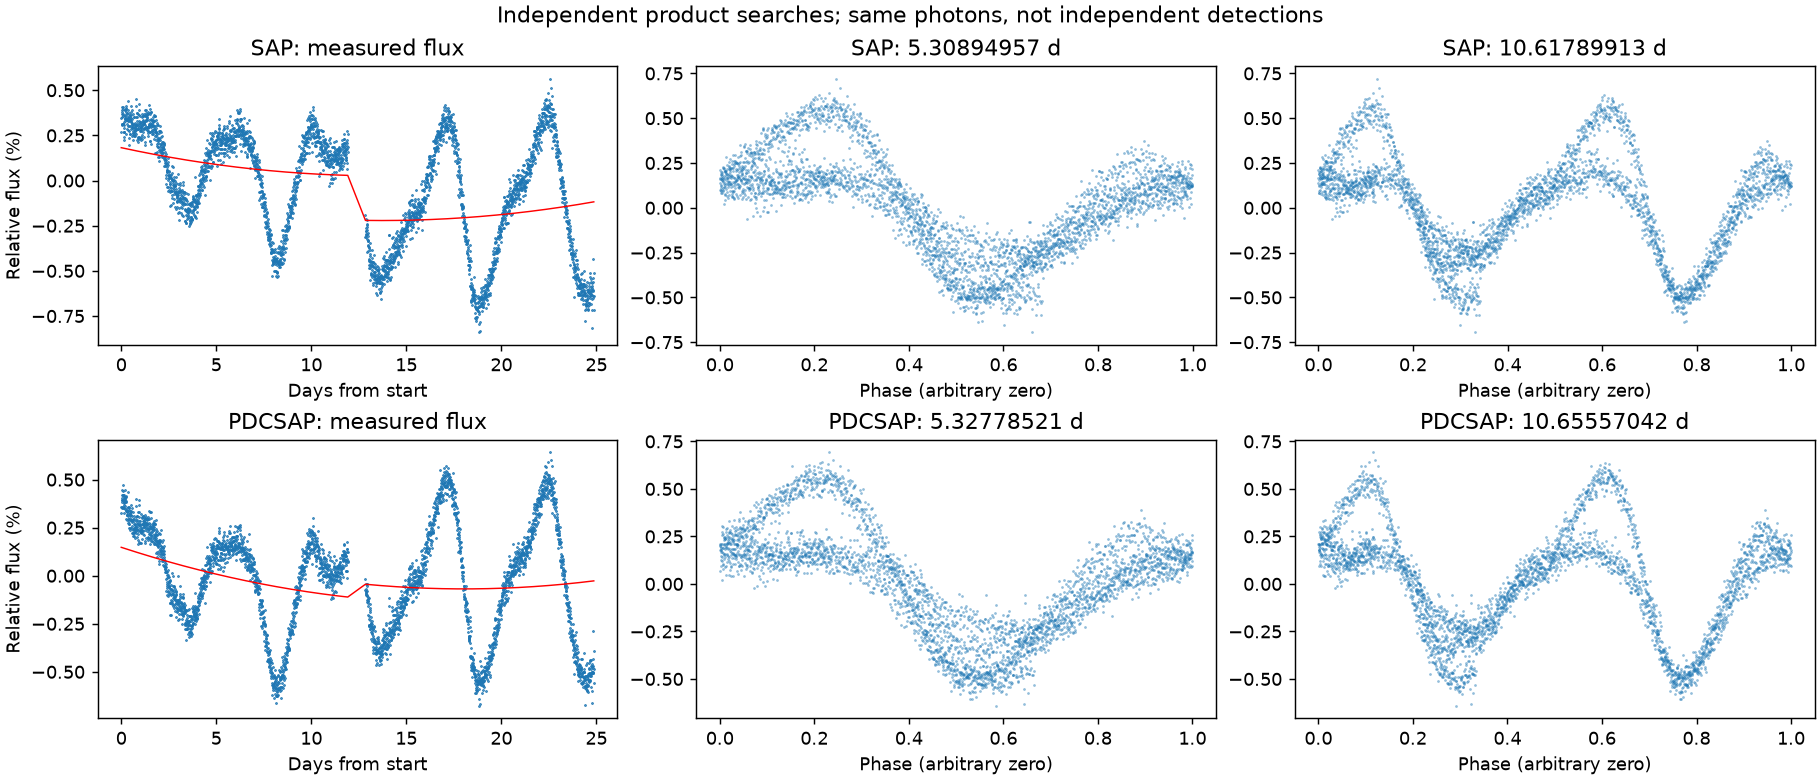 Independent product searches; same photons, not independent detections
SAP: measured flux
SAP: 5.30894957 d
SAP: 10.61789913 d
Relative flux (%)
0.50
0.25
0.00
−0.25
−0.50
−0.75
0 5 10 15 20 25
Days from start
0.75
0.50
0.25
0.00
−0.25
−0.50
−0.75
0.0 0.2 0.4 0.6 0.8 1.0
Phase (arbitrary zero)
0.75
0.50
0.25
0.00
−0.25
−0.50
−0.75
0.0 0.2 0.4 0.6 0.8 1.0
Phase (arbitrary zero)
PDCSAP: measured flux
PDCSAP: 5.32778521 d
PDCSAP: 10.65557042 d
Relative flux (%)
0.50
0.25
0.00
−0.25
−0.50
0 5 10 15 20 25
Days from start
0.75
0.50
0.25
0.00
−0.25
−0.50
0.0 0.2 0.4 0.6 0.8 1.0
Phase (arbitrary zero)
0.75
0.50
0.25
0.00
−0.25
−0.50
0.0 0.2 0.4 0.6 0.8 1.0
Phase (arbitrary zero)